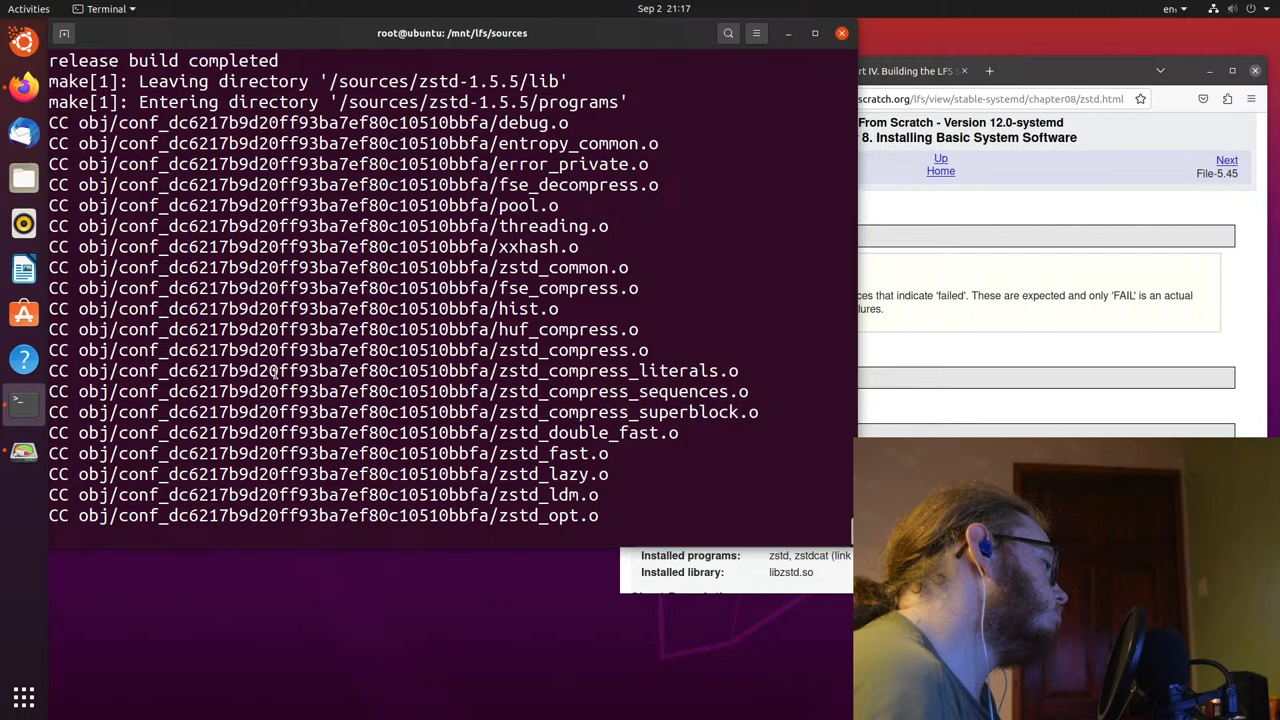 Activities
Terminal
Sep 2 21:17
en
root@ubuntu: /mnt/lfs/sources
release build completed
make[1]: Leaving directory '/sources/zstd-1.5.5/lib'
make[1]: Entering directory '/sources/zstd-1.5.5/programs'
CC obj/conf_dc6217b9d20ff93ba7ef80c10510bbfa/debug.o
CC obj/conf_dc6217b9d20ff93ba7ef80c10510bbfa/entropy_common.o
CC obj/conf_dc6217b9d20ff93ba7ef80c10510bbfa/error_private.o
CC obj/conf_dc6217b9d20ff93ba7ef80c10510bbfa/fse_decompress.o
CC obj/conf_dc6217b9d20ff93ba7ef80c10510bbfa/pool.o
CC obj/conf_dc6217b9d20ff93ba7ef80c10510bbfa/threading.o
CC obj/conf_dc6217b9d20ff93ba7ef80c10510bbfa/xxhash.o
CC obj/conf_dc6217b9d20ff93ba7ef80c10510bbfa/zstd_common.o
CC obj/conf_dc6217b9d20ff93ba7ef80c10510bbfa/fse_compress.o
CC obj/conf_dc6217b9d20ff93ba7ef80c10510bbfa/hist.o
CC obj/conf_dc6217b9d20ff93ba7ef80c10510bbfa/huf_compress.o
CC obj/conf_dc6217b9d20ff93ba7ef80c10510bbfa/zstd_compress.o
CC obj/conf_dc6217b9d20ff93ba7ef80c10510bbfa/zstd_compress_literals.o
CC obj/conf_dc6217b9d20ff93ba7ef80c10510bbfa/zstd_compress_sequences.o
CC obj/conf_dc6217b9d20ff93ba7ef80c10510bbfa/zstd_compress_superblock.o
CC obj/conf_dc6217b9d20ff93ba7ef80c10510bbfa/zstd_double_fast.o
CC obj/conf_dc6217b9d20ff93ba7ef80c10510bbfa/zstd_fast.o
CC obj/conf_dc6217b9d20ff93ba7ef80c10510bbfa/zstd_lazy.o
CC obj/conf_dc6217b9d20ff93ba7ef80c10510bbfa/zstd_ldm.o
CC obj/conf_dc6217b9d20ff93ba7ef80c10510bbfa/zstd_opt.o
rt IV. Building the LFS
scratch.org/lfs/view/stable-systemd/chapter08/zstd.html
From Scratch - Version 12.0-systemd
8. Installing Basic System Software
Up
Home
Next
File-5.45
ces that indicate 'failed'. These are expected and only 'FAIL' is an actual
lures.
Installed programs: zstd, zstdcat (link
Installed library: libzstd.so